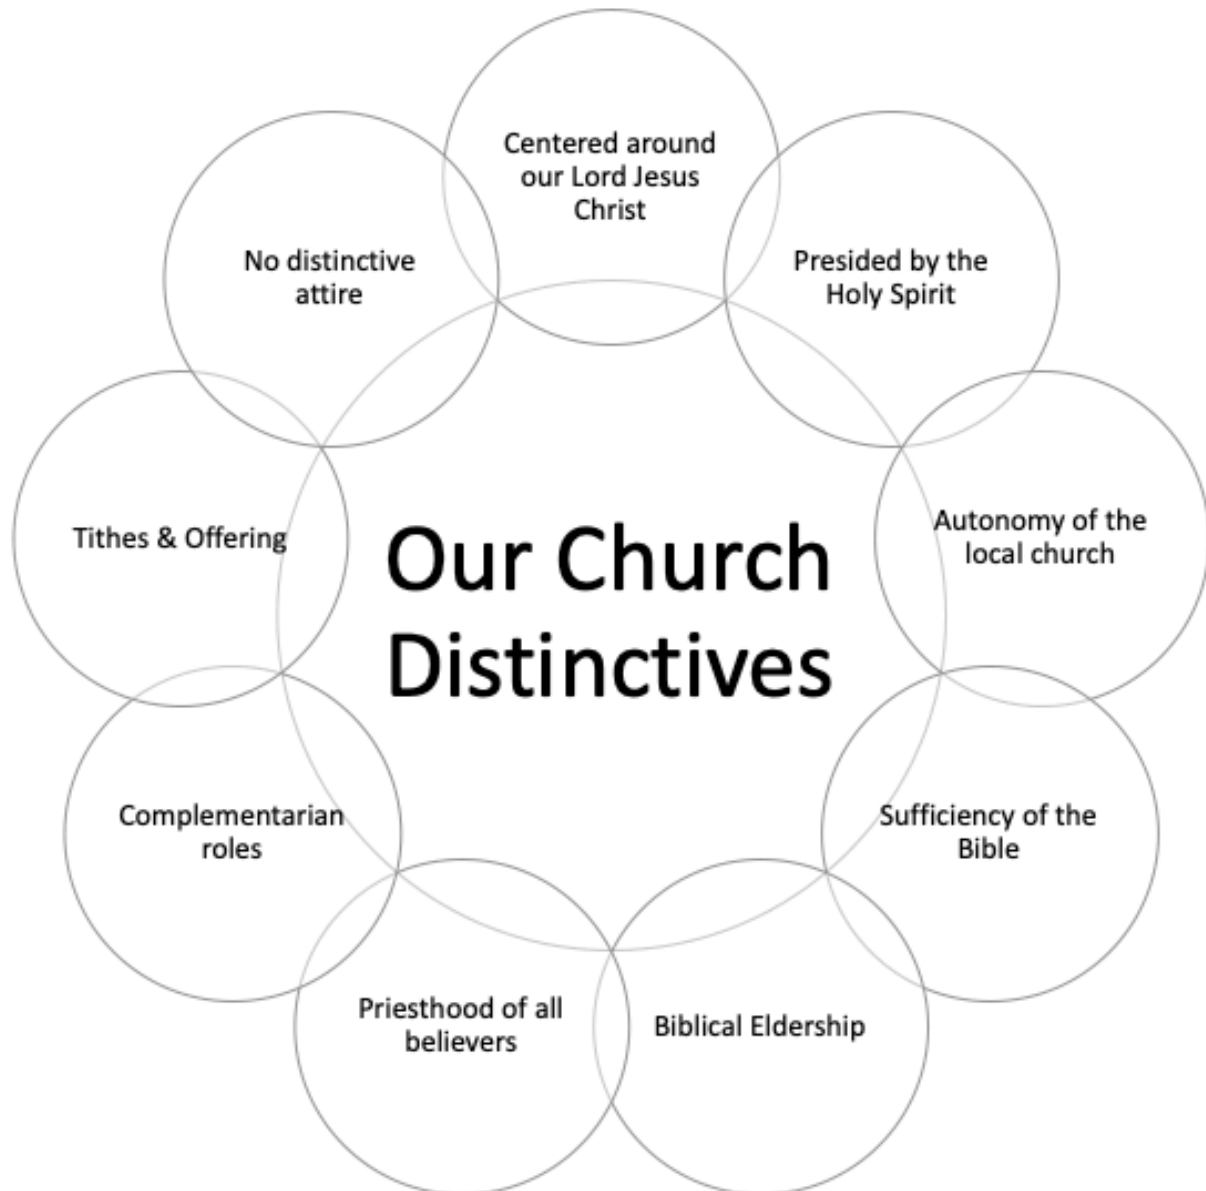 Centered around
our Lord Jesus
Christ
Presided by the
Holy Spirit
Autonomy of the
local church
Sufficiency of the
Bible
Biblical Eldership
Priesthood of all
believers
Complementarian
roles
Tithes & Offering
No distinctive
attire
Our Church
Distinctives